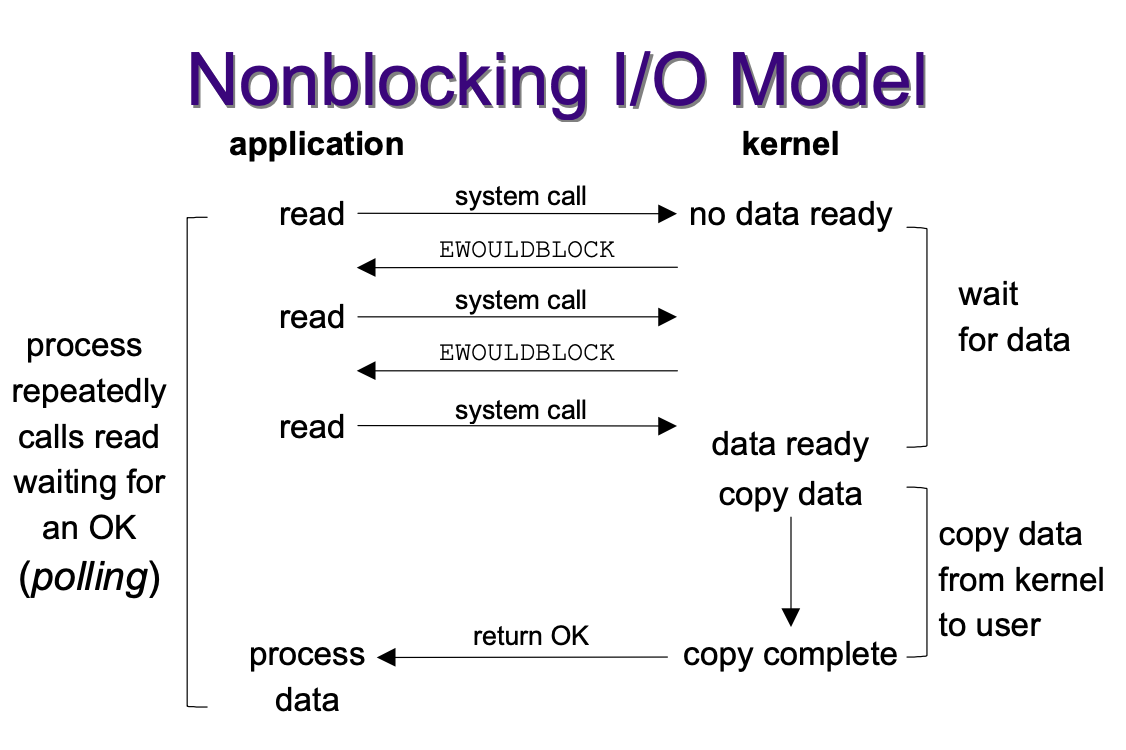 Nonblocking I/O Model
application
kernel
read
system call
no data ready
EWOULDBLOCK
read
system call
EWOULDBLOCK
read
system call
data ready
copy data
copy complete
return OK
process
data
process
repeatedly
calls read
waiting for
an OK
(polling)
wait
for data
copy data
from kernel
to user